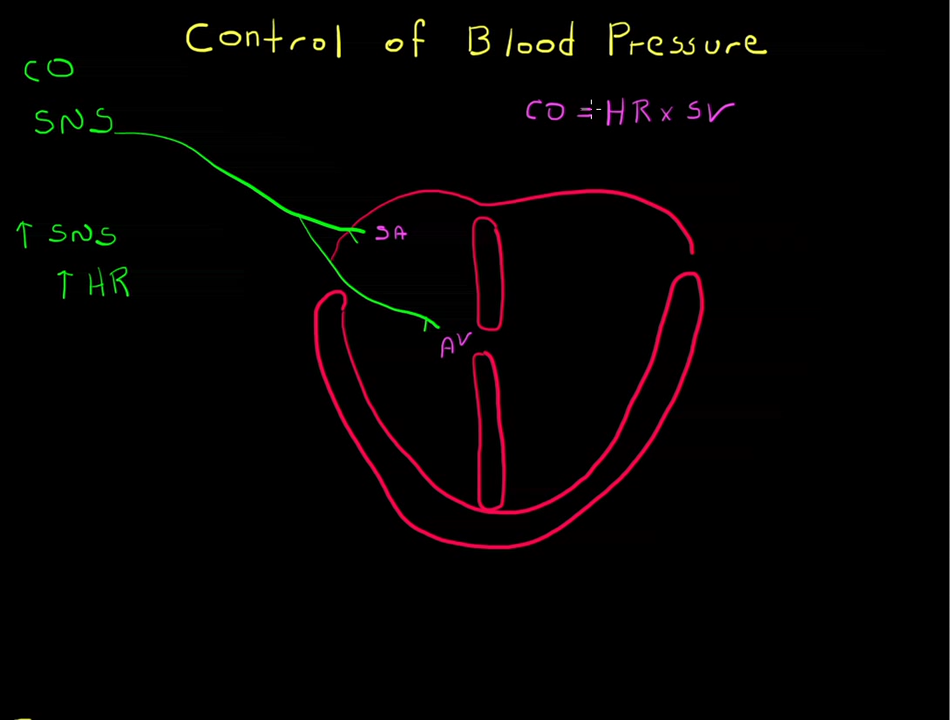 Control of Blood Pressure
CO
CO = HR x SV
SNS
SA
↑ SNS
↑ HR
AV